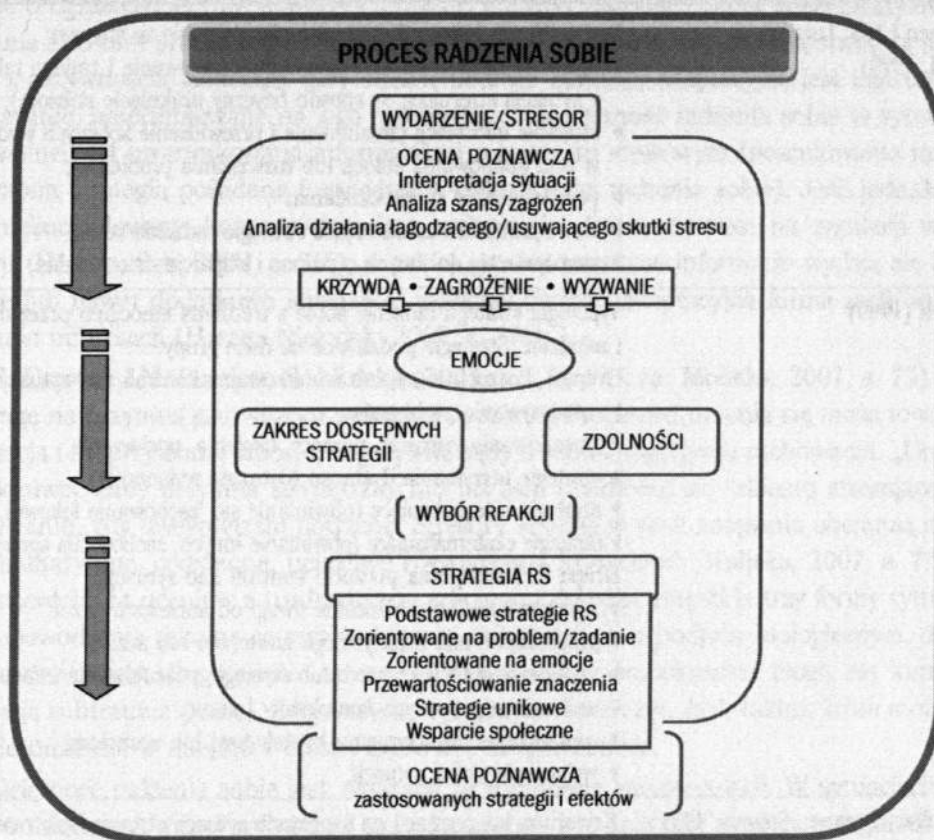 PROCES RADZENIA SOBIE
WYDARZENIE/STRESOR
OCENA POZNAWCZA
Interpretacja sytuacji
Analiza szans/zagrożeń
Analiza działania łagodzącego/usuwającego skutki stresu
KRZYWDA • ZAGROŻENIE • WYZWANIE
EMOCJE
ZAKRES DOSTĘPNYCH
STRATEGII
ZDOLNOŚCI
WYBÓR REAKCJI
STRATEGIA RS
Podstawowe strategie RS
Zorientowane na problem/zadanie
Zorientowane na emocje
Przewartościowanie znaczenia
Strategie unikowe
Wsparcie społeczne
OCENA POZNAWCZA
zastosowanych strategii i efektów